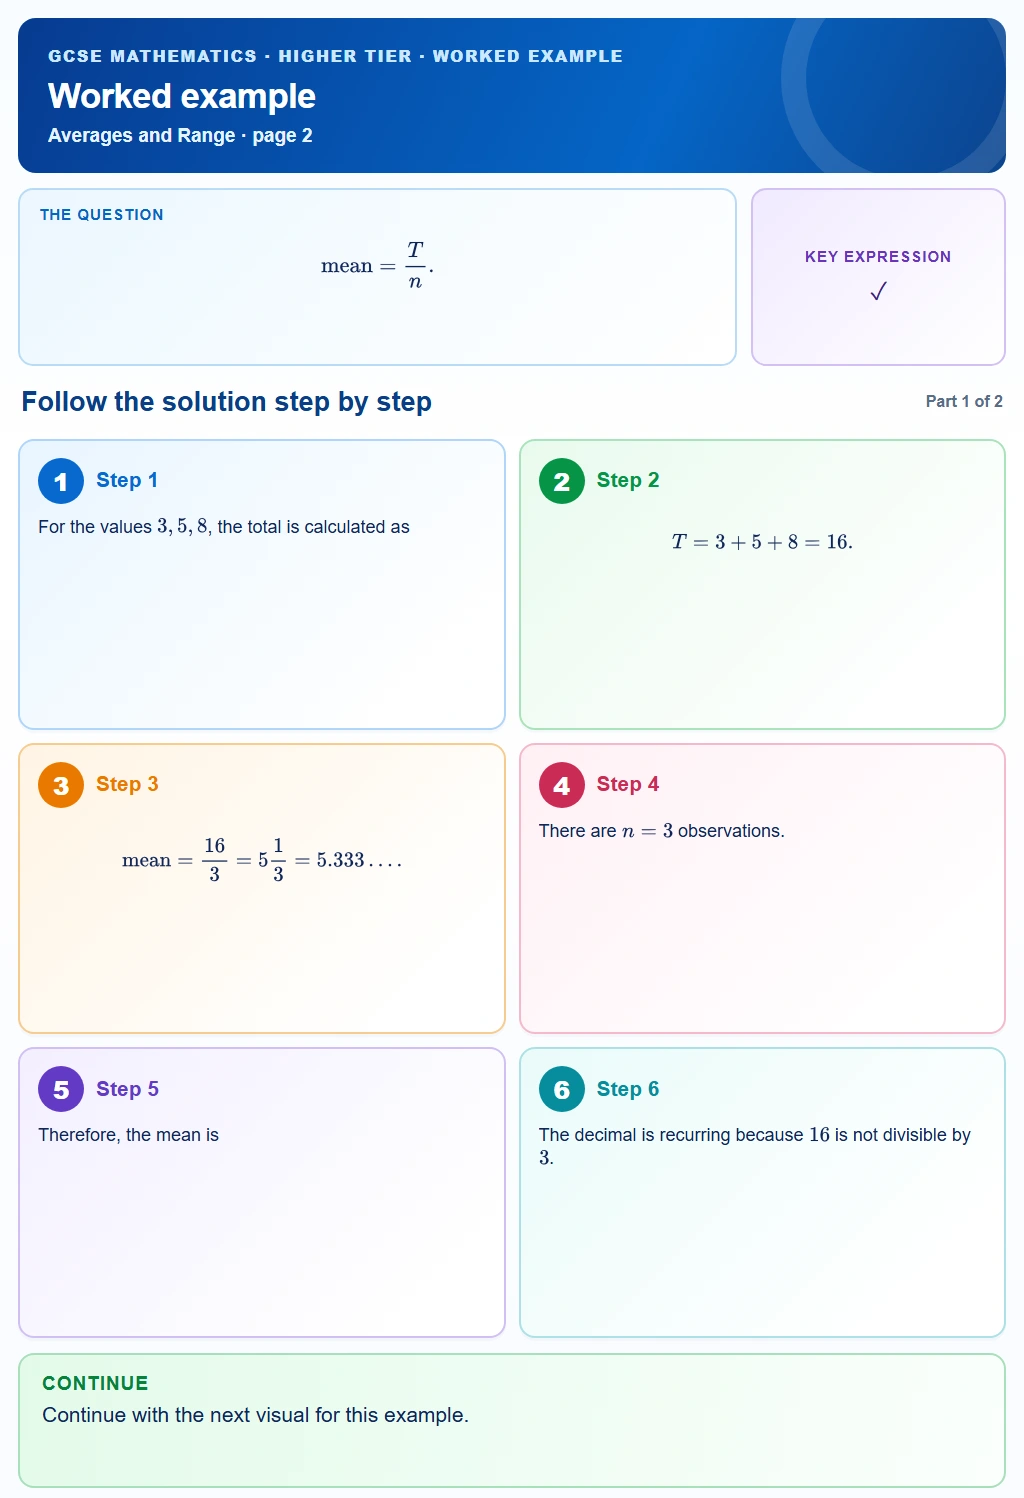 GCSE MATHEMATICS · HIGHER TIER · WORKED EXAMPLE
Worked example
Averages and Range · page 2
THE QUESTION
mean = T/n.
KEY EXPRESSION
✓
Follow the solution step by step
Part 1 of 2
1 Step 1
For the values 3, 5, 8, the total is calculated as
2 Step 2
T = 3 + 5 + 8 = 16.
3 Step 3
mean = 16/3 = 5 1/3 = 5.333....
4 Step 4
There are n = 3 observations.
5 Step 5
Therefore, the mean is
6 Step 6
The decimal is recurring because 16 is not divisible by
3.
CONTINUE
Continue with the next visual for this example.